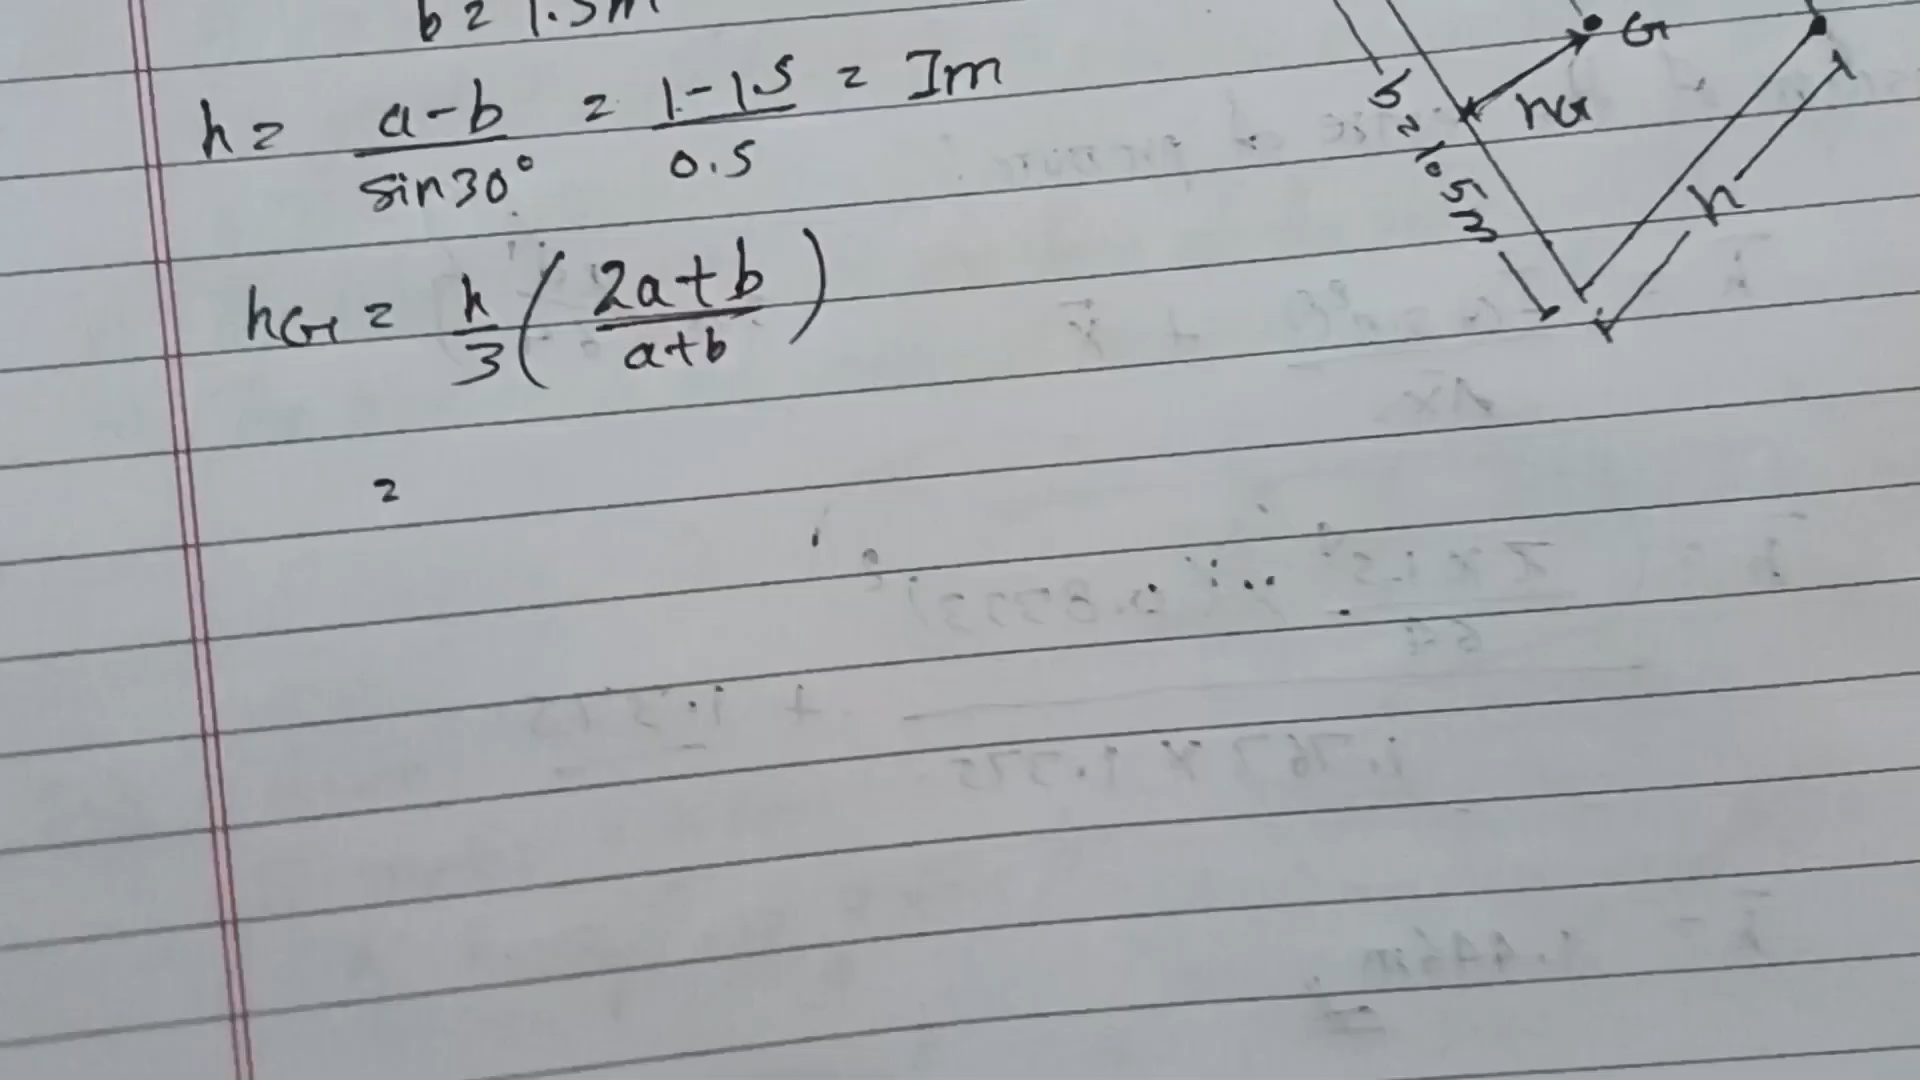 b = 1.5m
h = a-b / sin30° = 1-1.5 / 0.5 = 1m
hG = h/3 ( 2a+b / a+b )
=
G
hG
b = 1.5m
h